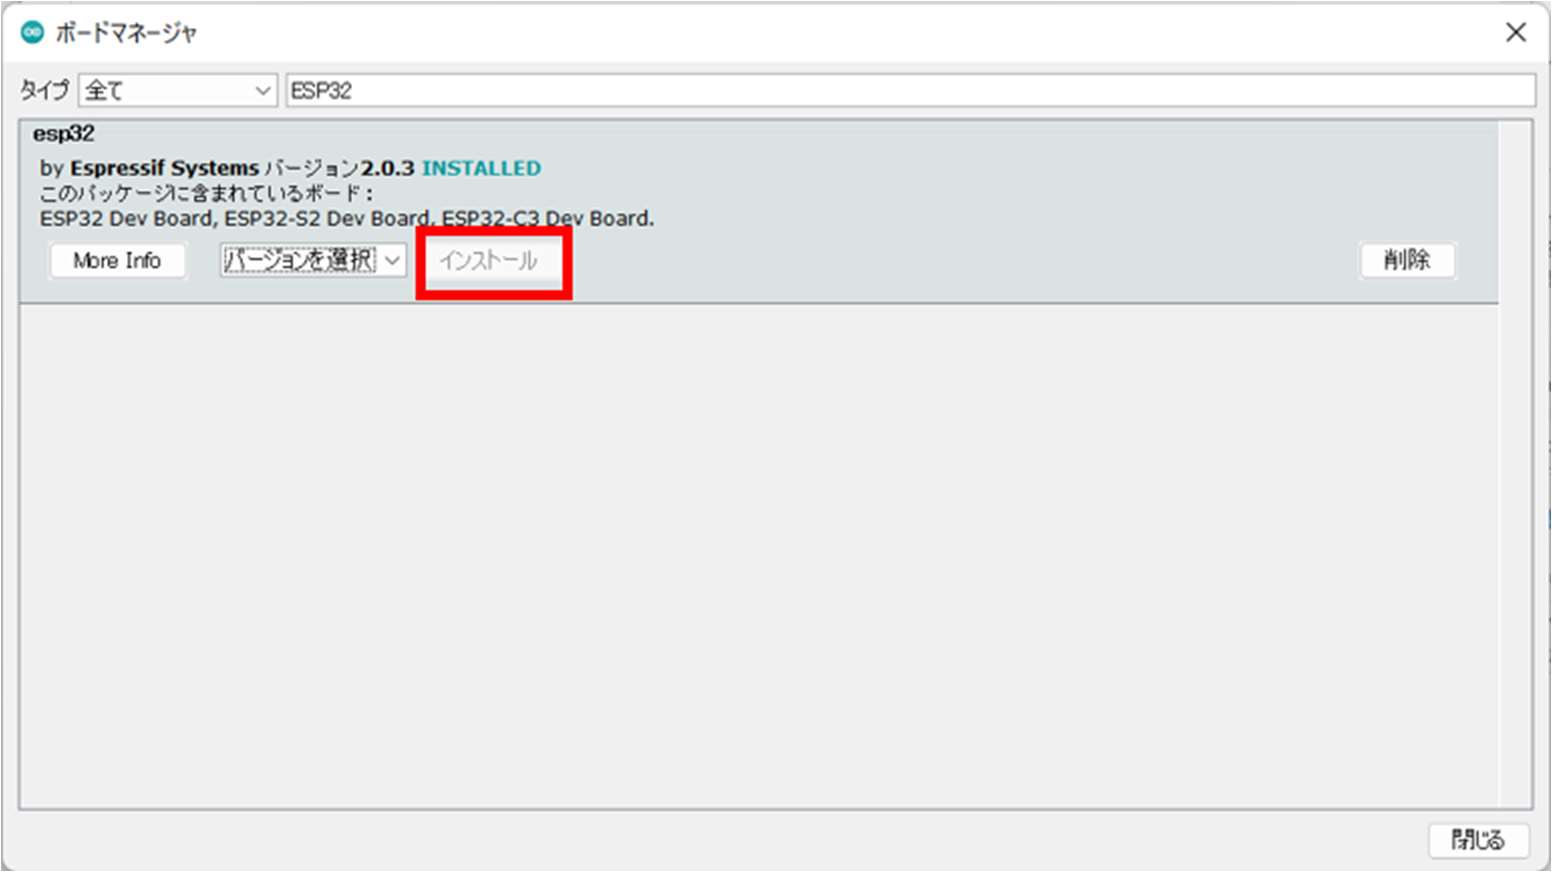 ボードマネージャ
タイプ 全て ESP32
esp32
by Espressif Systems バージョン2.0.3 INSTALLED
このパッケージに含まれているボード：
ESP32 Dev Board, ESP32-S2 Dev Board, ESP32-C3 Dev Board.
More Info バージョンを選択 インストール 削除
閉じる